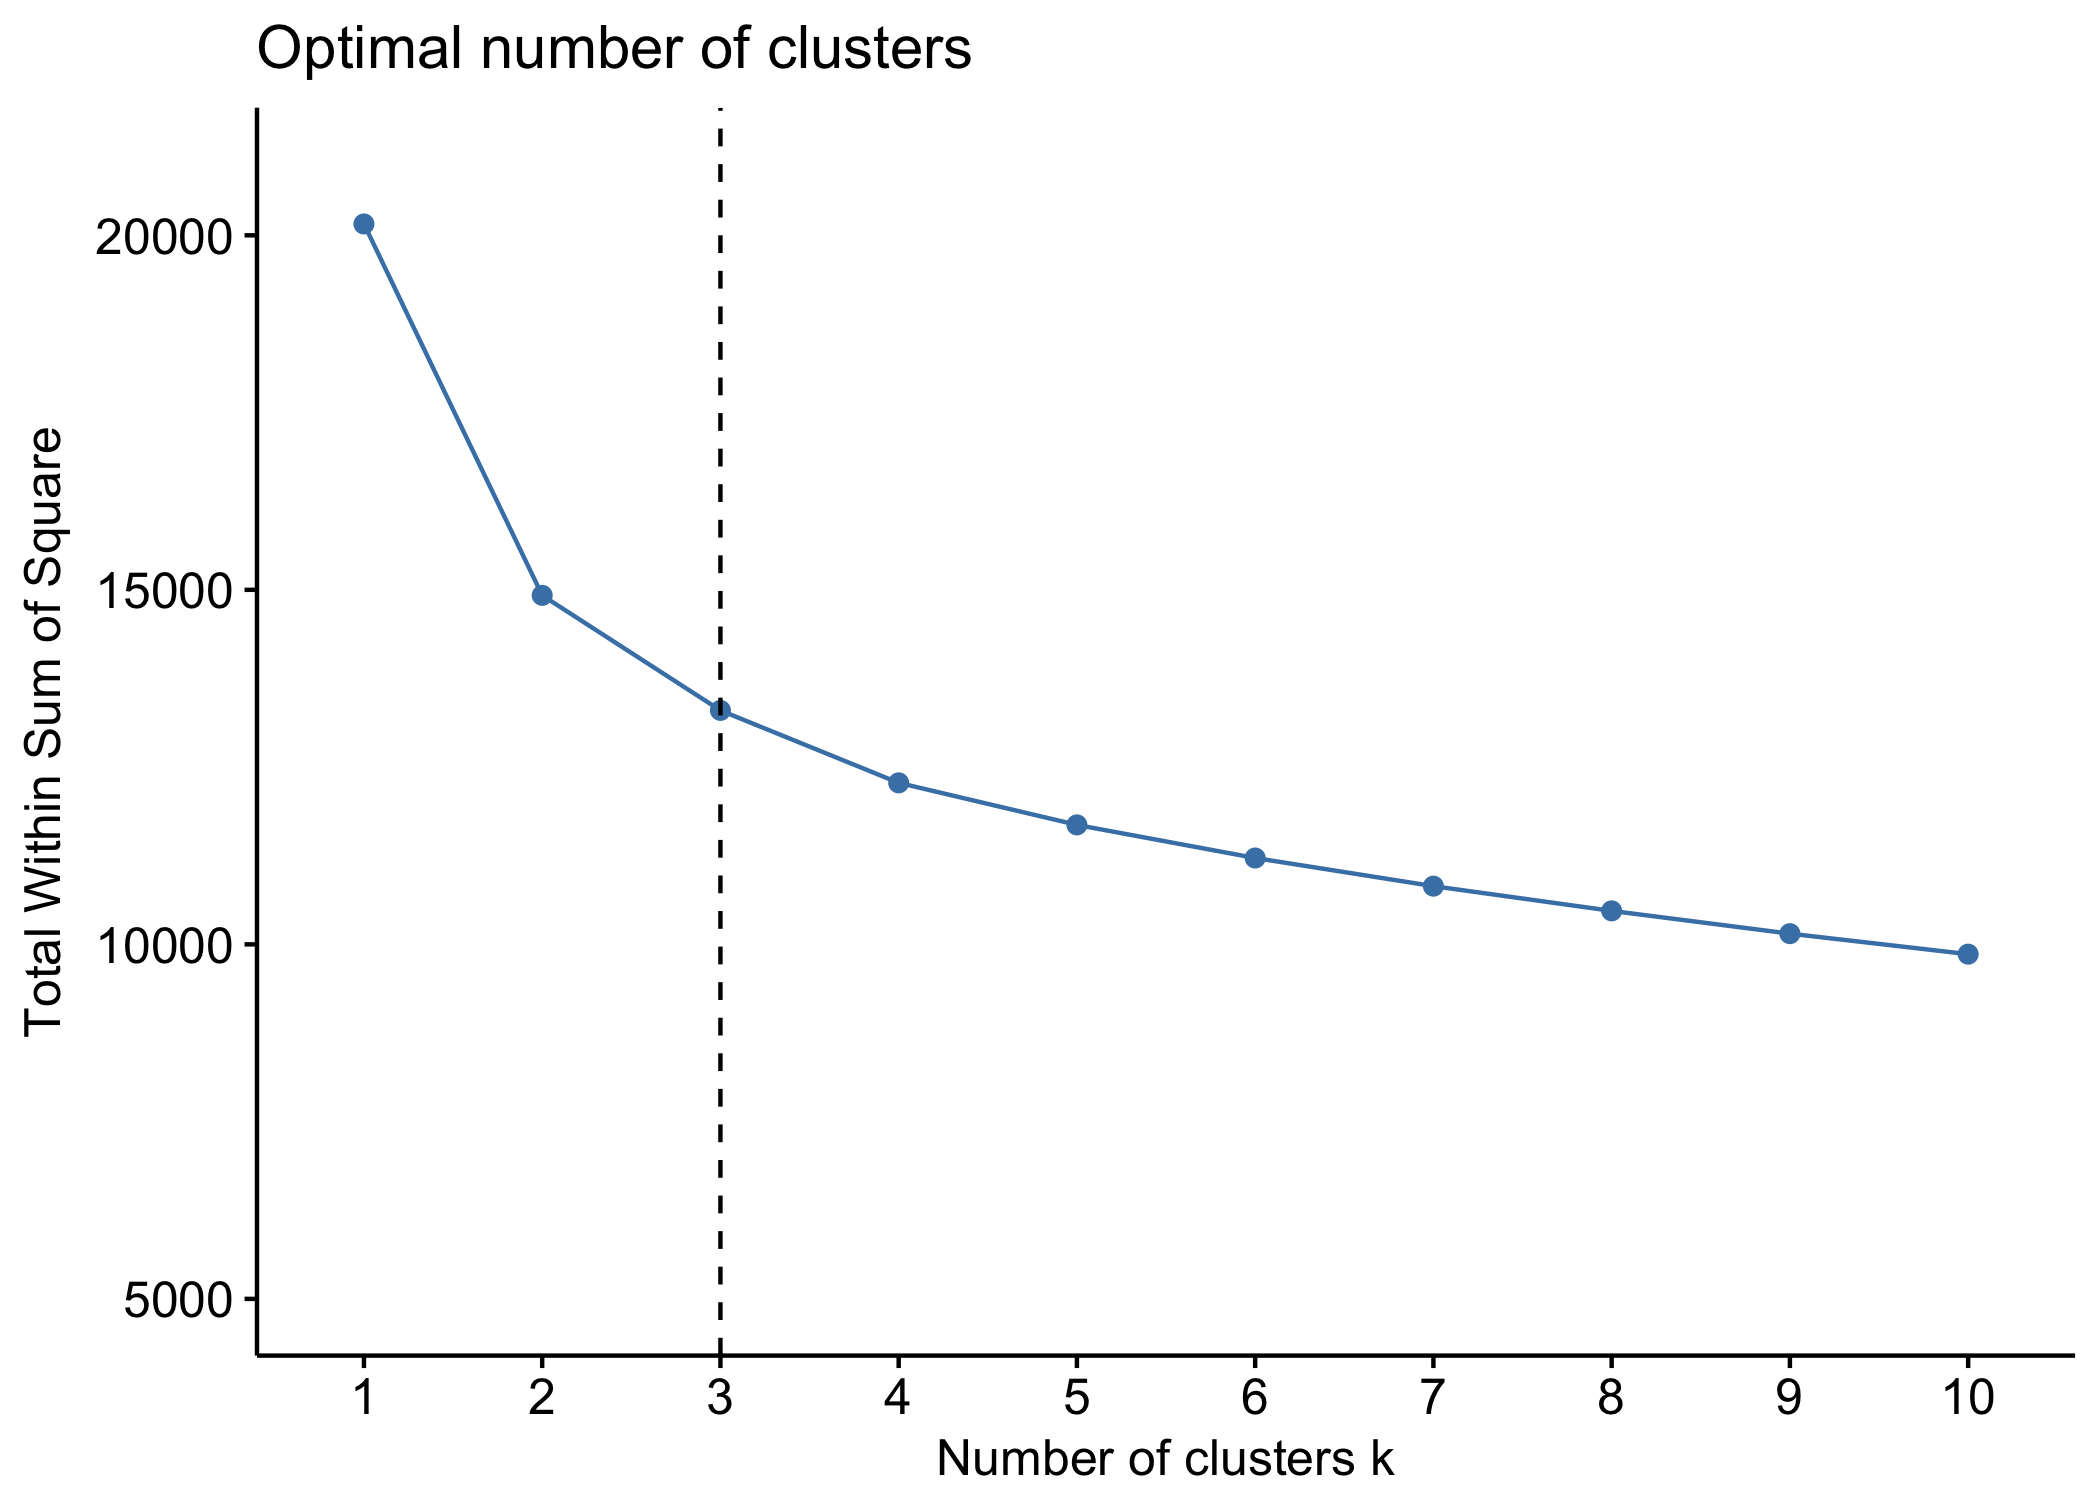 Optimal number of clusters
Total Within Sum of Square
20000
15000
10000
5000
1 2 3 4 5 6 7 8 9 10
Number of clusters k